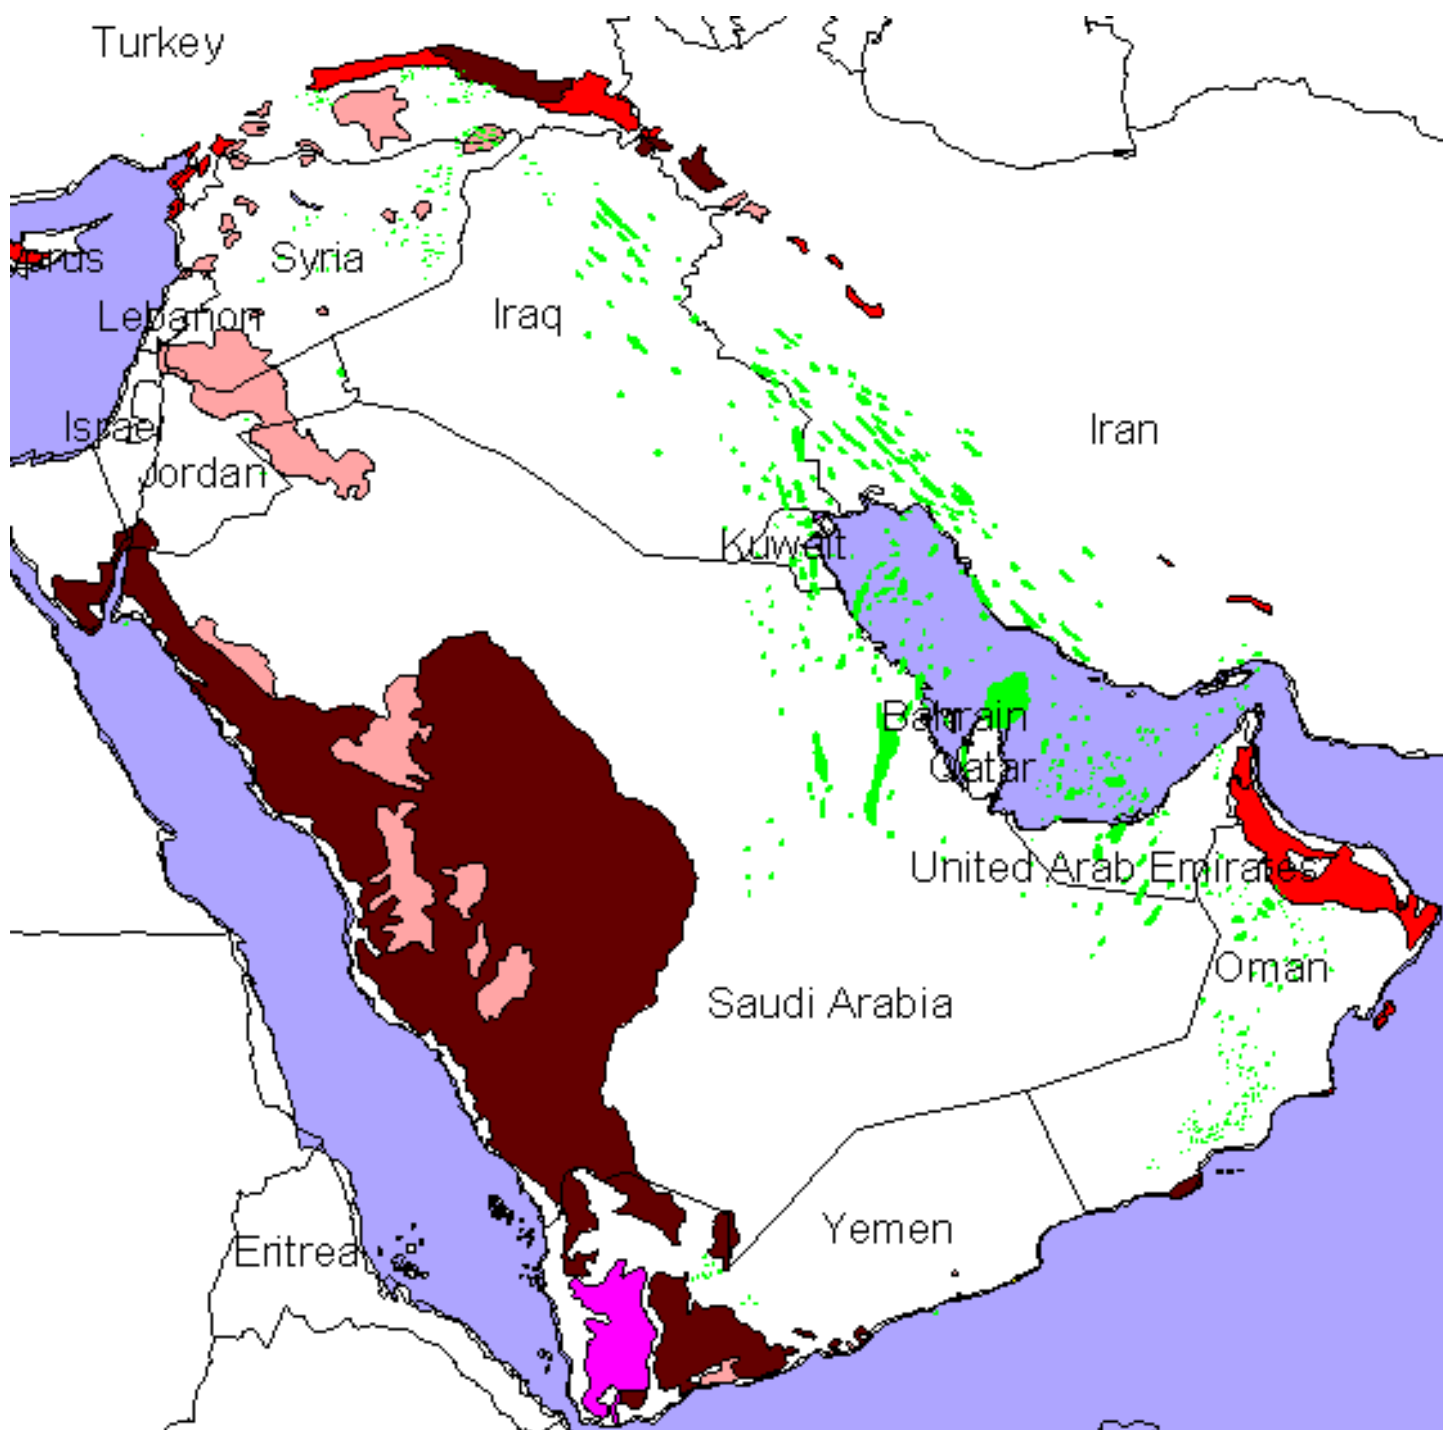 Turkey
Syria
Lebanon
Iraq
Israel
Iran
Jordan
Kuwait
Bahrain
Qatar
United Arab Emirates
Oman
Saudi Arabia
Yemen
Eritrea